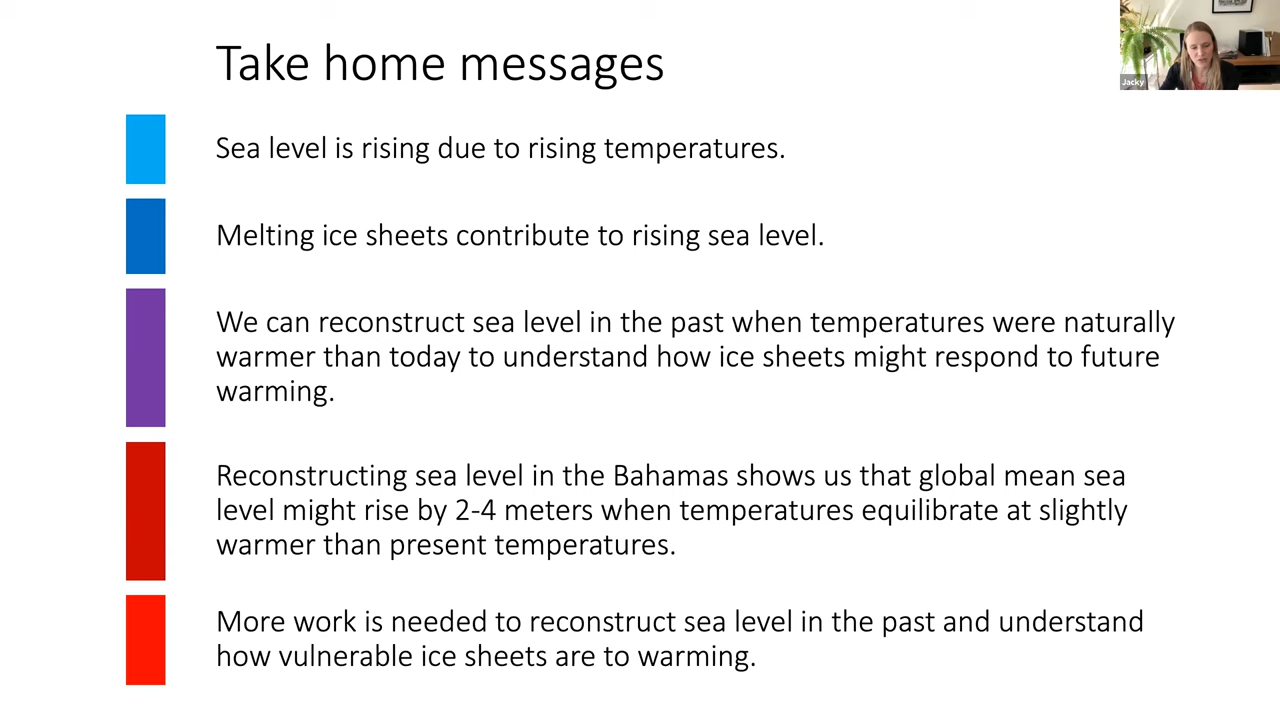 Take home messages
Jacky
Sea level is rising due to rising temperatures.
Melting ice sheets contribute to rising sea level.
We can reconstruct sea level in the past when temperatures were naturally
warmer than today to understand how ice sheets might respond to future
warming.
Reconstructing sea level in the Bahamas shows us that global mean sea
level might rise by 2-4 meters when temperatures equilibrate at slightly
warmer than present temperatures.
More work is needed to reconstruct sea level in the past and understand
how vulnerable ice sheets are to warming.